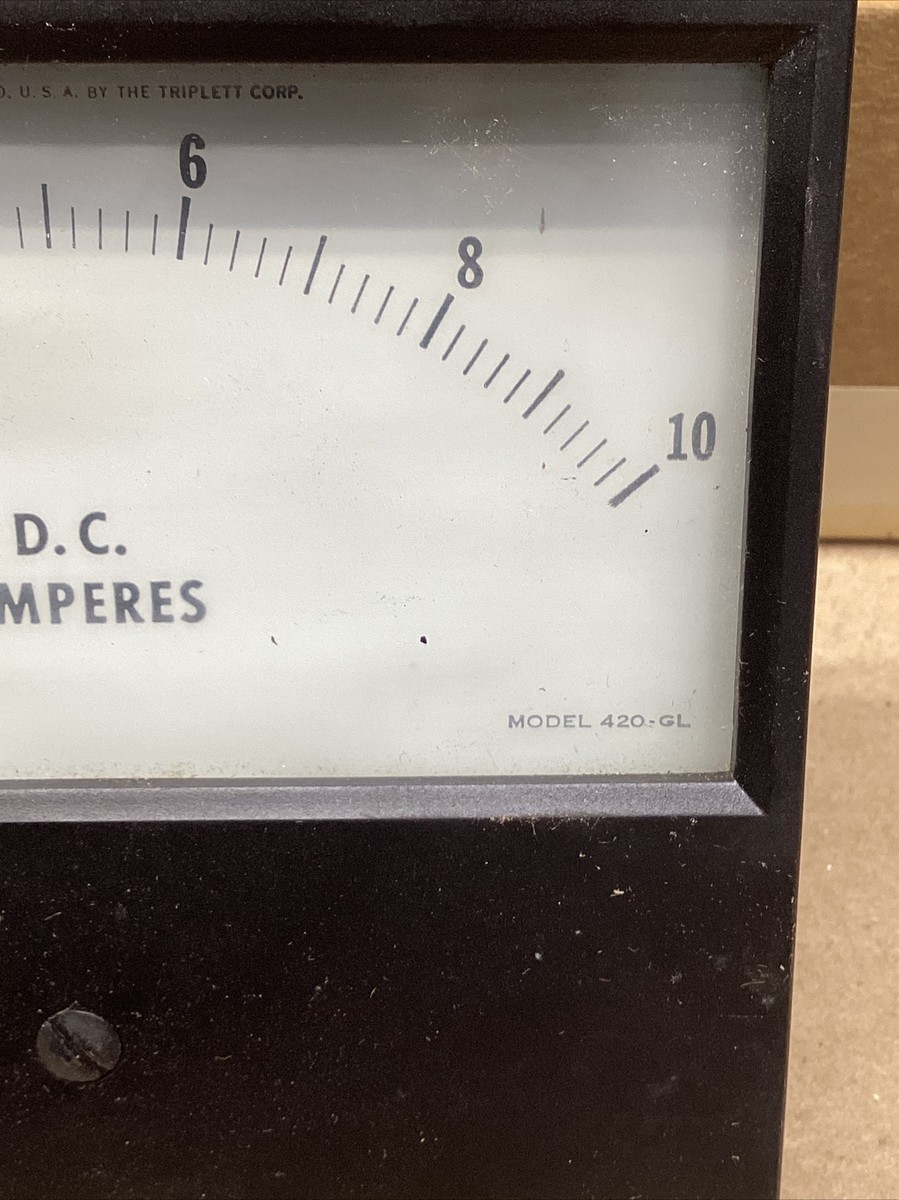 D. U. S. A. BY THE TRIPLETT CORP.
6
8
10
D. C.
MPERES
MODEL 420-GL